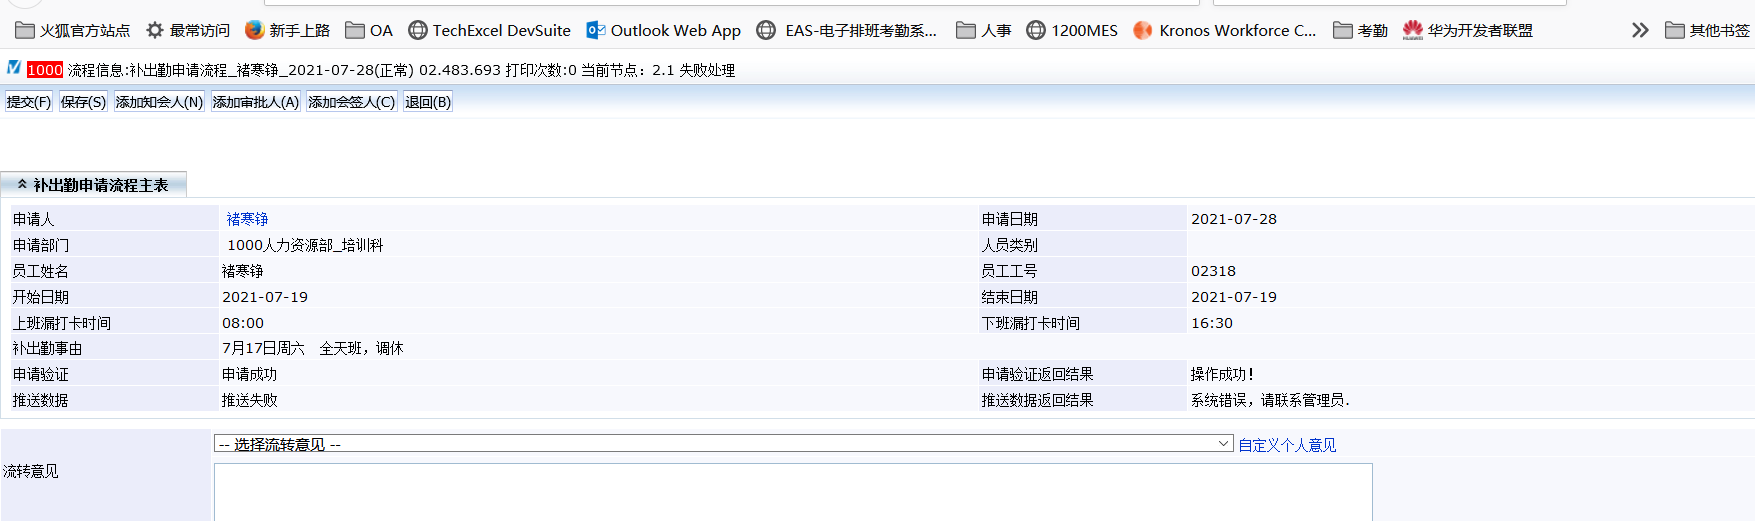 火狐官方站点 最常访问 新手上路 OA TechExcel DevSuite Outlook Web App EAS-电子排班考勤系... 人事 1200MES Kronos Workforce C... 考勤 华为开发者联盟 其他书签
1000 流程信息:补出勤申请流程_褚寒铮_2021-07-28(正常) 02.483.693 打印次数:0 当前节点：2.1 失败处理
提交(F) 保存(S) 添加知会人(N) 添加审批人(A) 添加会签人(C) 退回(B)
补出勤申请流程主表
申请人 褚寒铮 申请日期 2021-07-28
申请部门 1000人力资源部_培训科 人员类别
员工姓名 褚寒铮 员工工号 02318
开始日期 2021-07-19 结束日期 2021-07-19
上班漏打卡时间 08:00 下班漏打卡时间 16:30
补出勤事由 7月17日周六　全天班，调休
申请验证 申请成功 申请验证返回结果 操作成功!
推送数据 推送失败 推送数据返回结果 系统错误，请联系管理员.
-- 选择流转意见 -- 自定义个人意见
流转意见